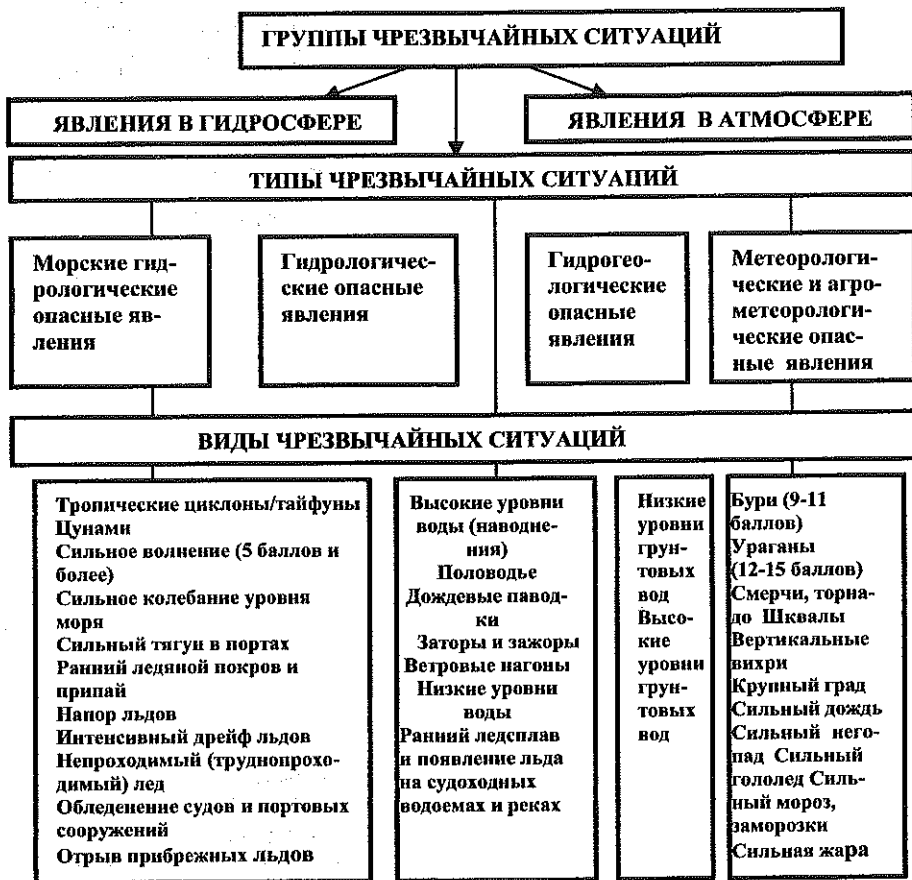 ГРУППЫ ЧРЕЗВЫЧАЙНЫХ СИТУАЦИЙ
ЯВЛЕНИЯ В ГИДРОСФЕРЕ
ЯВЛЕНИЯ В АТМОСФЕРЕ
ТИПЫ ЧРЕЗВЫЧАЙНЫХ СИТУАПИЙ
Морские гид-
рологические
опасные яв-
ления
Гидрологичес-
ские опасные
явления
Гидрогео-
логические
опасные
явления
Метеорологи-
ческие и агро-
метеорологи-
ческие опас-
ные явления
ВИДЫ ЧРЕЗВЫЧАЙНЫХ СИТУАЦИЙ
Тропические циклоны/тайфуны
Цунами
Сильное волнение (5 баллов и
более)
Сильное колебание уровня
моря
Сильный тягун в портах
Ранний ледяной покров и
припай
Напор льдов
Интенсивный дрейф льдов
Непроходимый (труднопрохо-
димый) лед
Обледенение судов и портовых
сооружений
Отрыв прибрежных льдов
Высокие уровни
воды (наводне-
ния)
Половодье
Дождевые павод-
ки
Заторы и зажоры
Ветровые нагоны
Низкие уровни
воды
Ранний ледсплав
и появление льда
на судоходных
водоемах и реках
Низкие
уровни
грун-
товых
вод
Высо-
кие
уровни
грун-
товых
вод
Бури (9-11
баллов)
Ураганы
(12-15 баллов)
Смерчи, торна-
до Шквалы
Вертикальные
вихри
Крупный град
Сильный дождь
Сильный него-
пад Сильный
гололед Силь-
ный мороз,
заморозки
Сильная жара